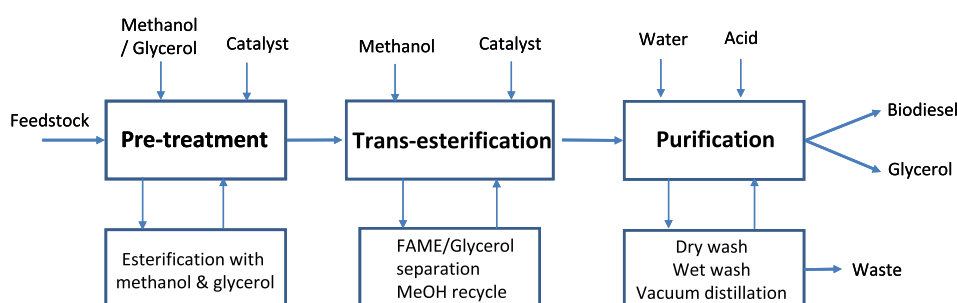 Methanol
/ Glycerol
Catalyst
Methanol
Catalyst
Water
Acid
Feedstock
Pre-treatment
Trans-esterification
Purification
Biodiesel
Glycerol
Esterification with
methanol & glycerol
FAME/Glycerol
separation
MeOH recycle
Dry wash
Wet wash
Vacuum distillation
Waste